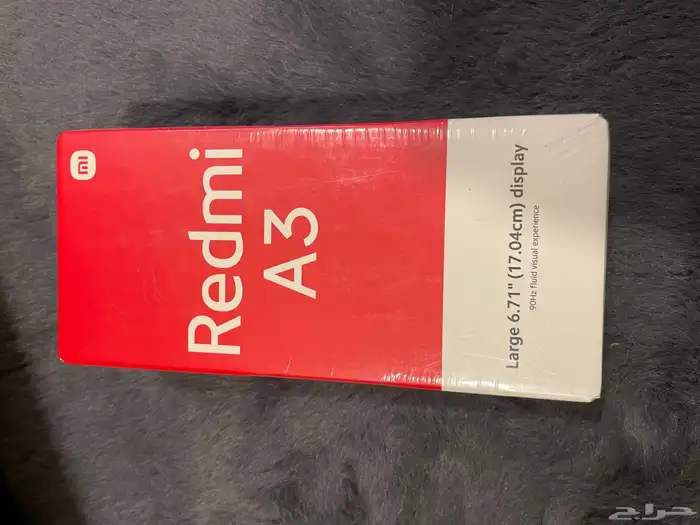 mi
Redmi
A3
Large 6.71" (17.04cm) display
90Hz fluid visual experience
حراج